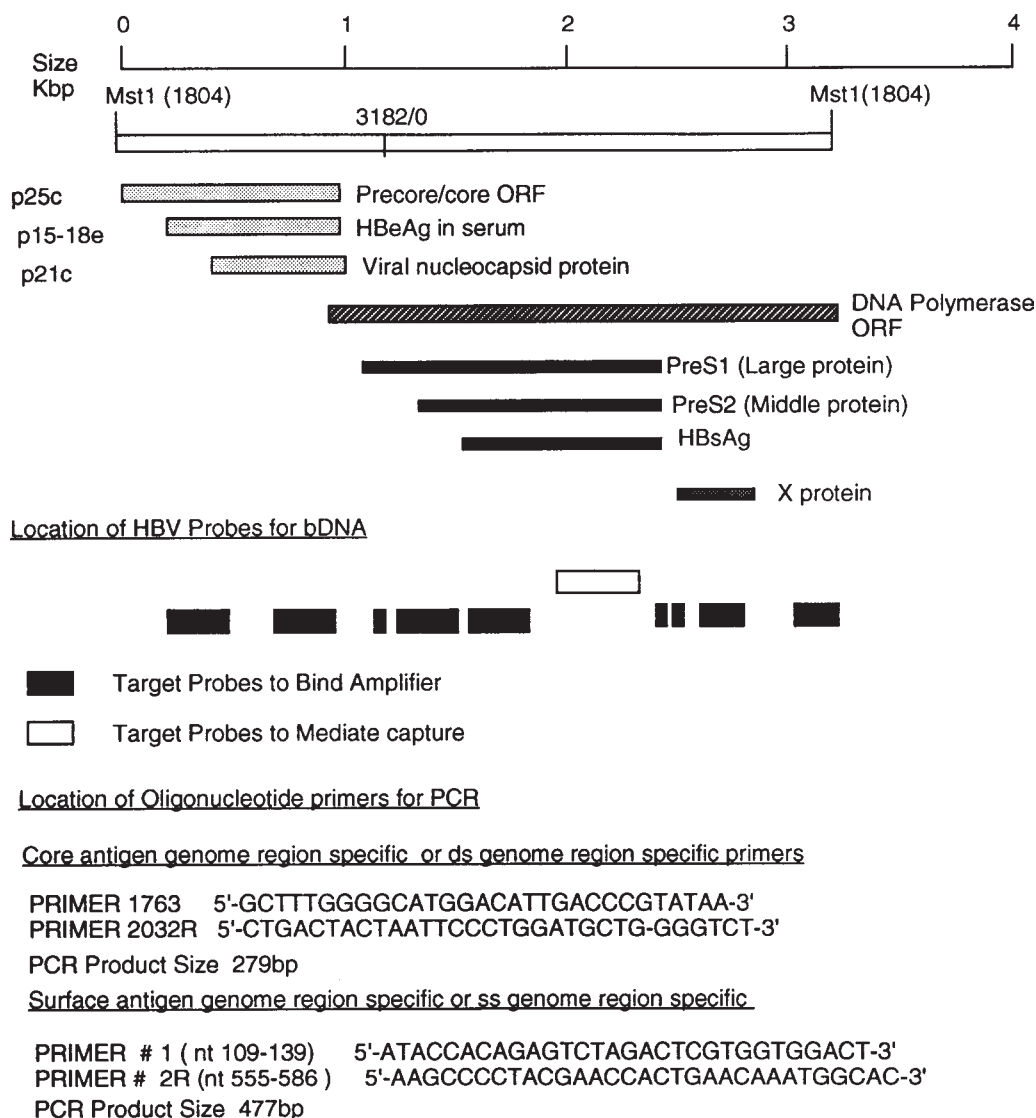 0 1 2 3 4
Size
Kbp
Mst1 (1804) Mst1(1804)
3182/0
p25c Precore/core ORF
p15-18e HBeAg in serum
p21c Viral nucleocapsid protein
DNA Polymerase
ORF
PreS1 (Large protein)
PreS2 (Middle protein)
HBsAg
X protein
Location of HBV Probes for bDNA
Target Probes to Bind Amplifier
Target Probes to Mediate capture
Location of Oligonucleotide primers for PCR
Core antigen genome region specific or ds genome region specific primers
PRIMER 1763 5'-GCTTTGGGGCATGGACATTGACCCGTATAA-3'
PRIMER 2032R 5'-CTGACTACTAATTCCCTGGATGCTG-GGGTCT-3'
PCR Product Size 279bp
Surface antigen genome region specific or ss genome region specific
PRIMER # 1 ( nt 109-139) 5'-ATACCACAGAGTCTAGACTCGTGGTGGACT-3'
PRIMER # 2R (nt 555-586 ) 5'-AAGCCCCTACGAACCACTGAACAAATGGCAC-3'
PCR Product Size 477bp